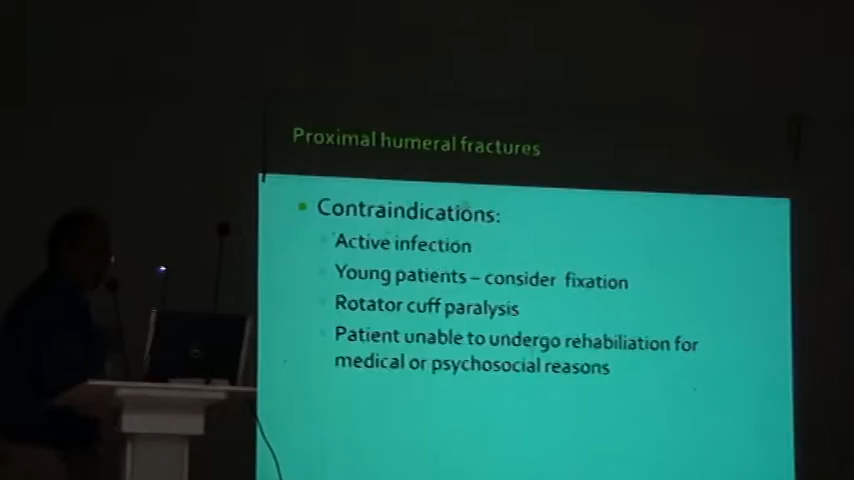 Proximal humeral fractures
Contraindications:
Active infection
Young patients – consider fixation
Rotator cuff paralysis
Patient unable to undergo rehabiliation for
medical or psychosocial reasons